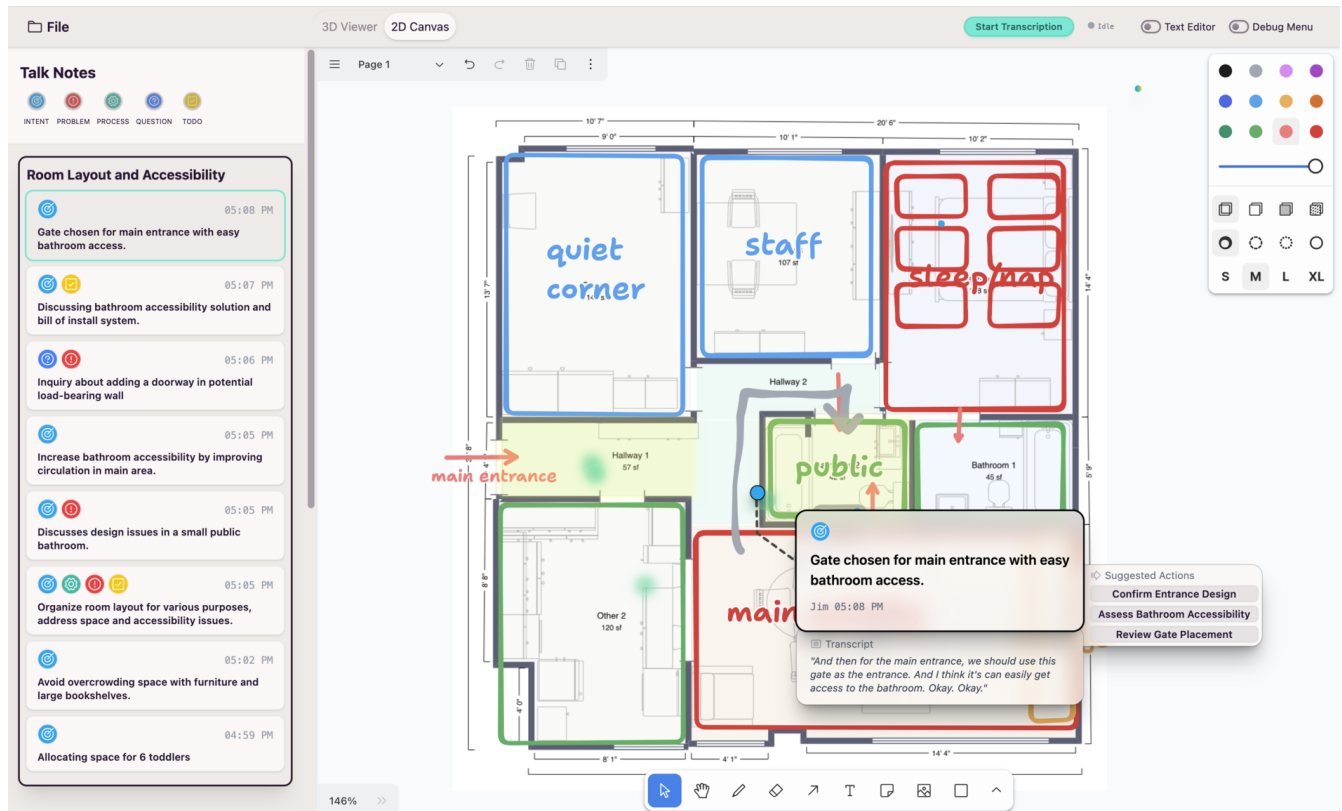 File
3D Viewer
2D Canvas
Start Transcription
Idle
Text Editor
Debug Menu
Talk Notes
INTENT
PROBLEM
PROCESS
QUESTION
TODO
Room Layout and Accessibility
05:08 PM
Gate chosen for main entrance with easy
bathroom access.
05:07 PM
Discussing bathroom accessibility solution and
bill of install system.
05:06 PM
Inquiry about adding a doorway in potential
load-bearing wall
05:05 PM
Increase bathroom accessibility by improving
circulation in main area.
05:05 PM
Discusses design issues in a small public
bathroom.
05:05 PM
Organize room layout for various purposes,
address space and accessibility issues.
05:02 PM
Avoid overcrowding space with furniture and
large bookshelves.
04:59 PM
Allocating space for 6 toddlers
Page 1
10' 7"
20' 6"
9' 0"
10' 1"
10' 2"
13' 7"
14' 4"
quiet
corner
staff
107 sf
sleep/nap
Hallway 2
Hallway 1
57 sf
main entrance
public
Bathroom 1
45 sf
5' 9"
8' 8"
Other 2
120 sf
main
4' 0"
8' 1"
4' 1"
14' 4"
Gate chosen for main entrance with easy
bathroom access.
Jim 05:08 PM
Transcript
"And then for the main entrance, we should use this
gate as the entrance. And I think it's can easily get
access to the bathroom. Okay. Okay."
Suggested Actions
Confirm Entrance Design
Assess Bathroom Accessibility
Review Gate Placement
S
M
L
XL
146%